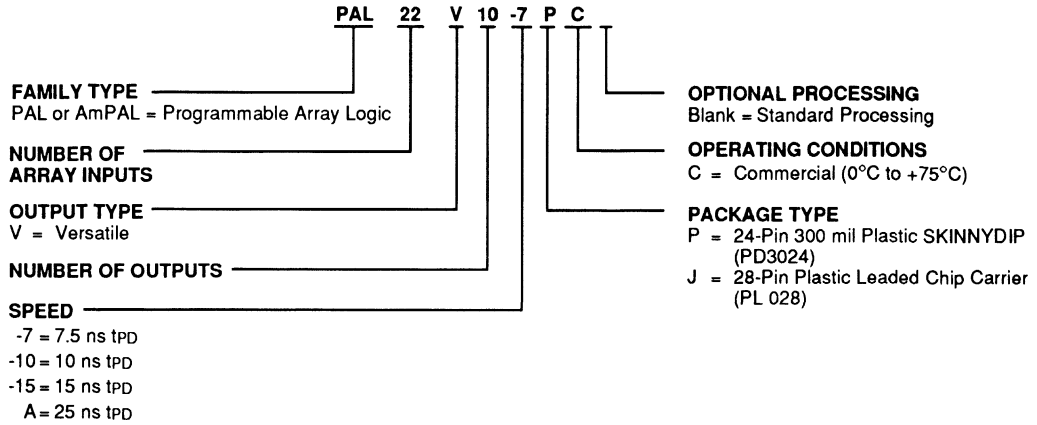 PAL 22 V 10 -7 P C
FAMILY TYPE
PAL or AmPAL = Programmable Array Logic
NUMBER OF
ARRAY INPUTS
OUTPUT TYPE
V = Versatile
NUMBER OF OUTPUTS
SPEED
-7 = 7.5 ns tPD
-10 = 10 ns tPD
-15 = 15 ns tPD
A = 25 ns tPD
OPTIONAL PROCESSING
Blank = Standard Processing
OPERATING CONDITIONS
C = Commercial (0°C to +75°C)
PACKAGE TYPE
P = 24-Pin 300 mil Plastic SKINNYDIP
(PD3024)
J = 28-Pin Plastic Leaded Chip Carrier
(PL 028)